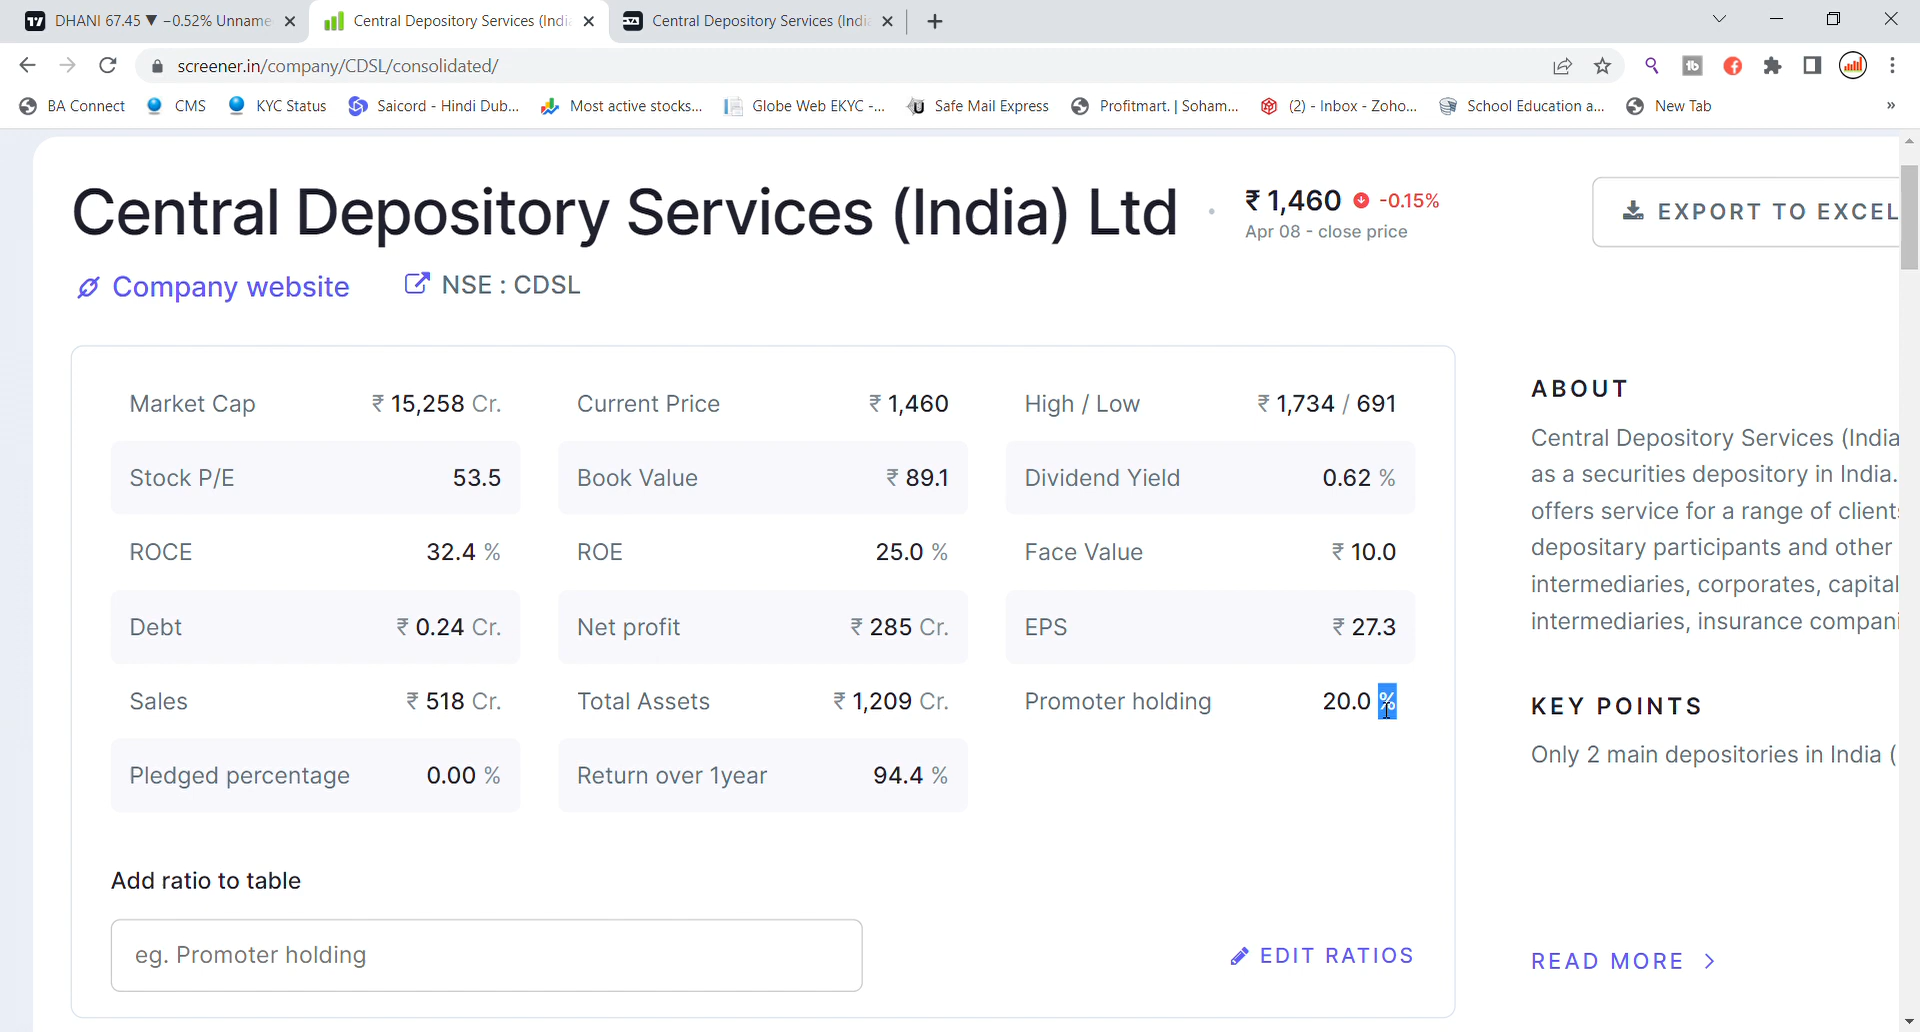 DHANI 67.45 ▼ −0.52% Unname
Central Depository Services (Indi
Central Depository Services (Indi
screener.in/company/CDSL/consolidated/
BA Connect
CMS
KYC Status
Saicord - Hindi Dub...
Most active stocks...
Globe Web EKYC -...
Safe Mail Express
Profitmart. | Soham...
(2) - Inbox - Zoho...
School Education a...
New Tab
»
Central Depository Services (India) Ltd
₹ 1,460 -0.15%
Apr 08 - close price
EXPORT TO EXCEL
Company website
NSE : CDSL
Market Cap ₹ 15,258 Cr.
Current Price ₹ 1,460
High / Low ₹ 1,734 / 691
Stock P/E 53.5
Book Value ₹ 89.1
Dividend Yield 0.62 %
ROCE 32.4 %
ROE 25.0 %
Face Value ₹ 10.0
Debt ₹ 0.24 Cr.
Net profit ₹ 285 Cr.
EPS ₹ 27.3
Sales ₹ 518 Cr.
Total Assets ₹ 1,209 Cr.
Promoter holding 20.0 %
Pledged percentage 0.00 %
Return over 1year 94.4 %
Add ratio to table
eg. Promoter holding
EDIT RATIOS
ABOUT
Central Depository Services (India
as a securities depository in India.
offers service for a range of clients
depositary participants and other
intermediaries, corporates, capital
intermediaries, insurance compani
KEY POINTS
Only 2 main depositories in India (
READ MORE